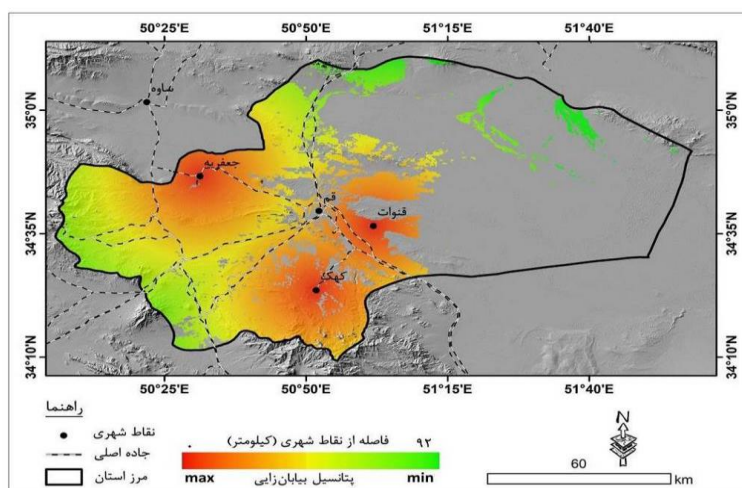 50°25'E 50°50'E 51°15'E 51°40'E
35°0'N
35°0'N
34°35'N
34°35'N
34°10'N
34°10'N
ساوه
جعفریه
قم
قنوات
کهک
50°25'E 50°50'E 51°15'E 51°40'E
راهنما
نقاط شهری
جاده اصلی
مرز استان
۰ فاصله از نقاط شهری (کیلومتر) ۹۲
max پتانسیل بیابان‌زایی min
N
60
km